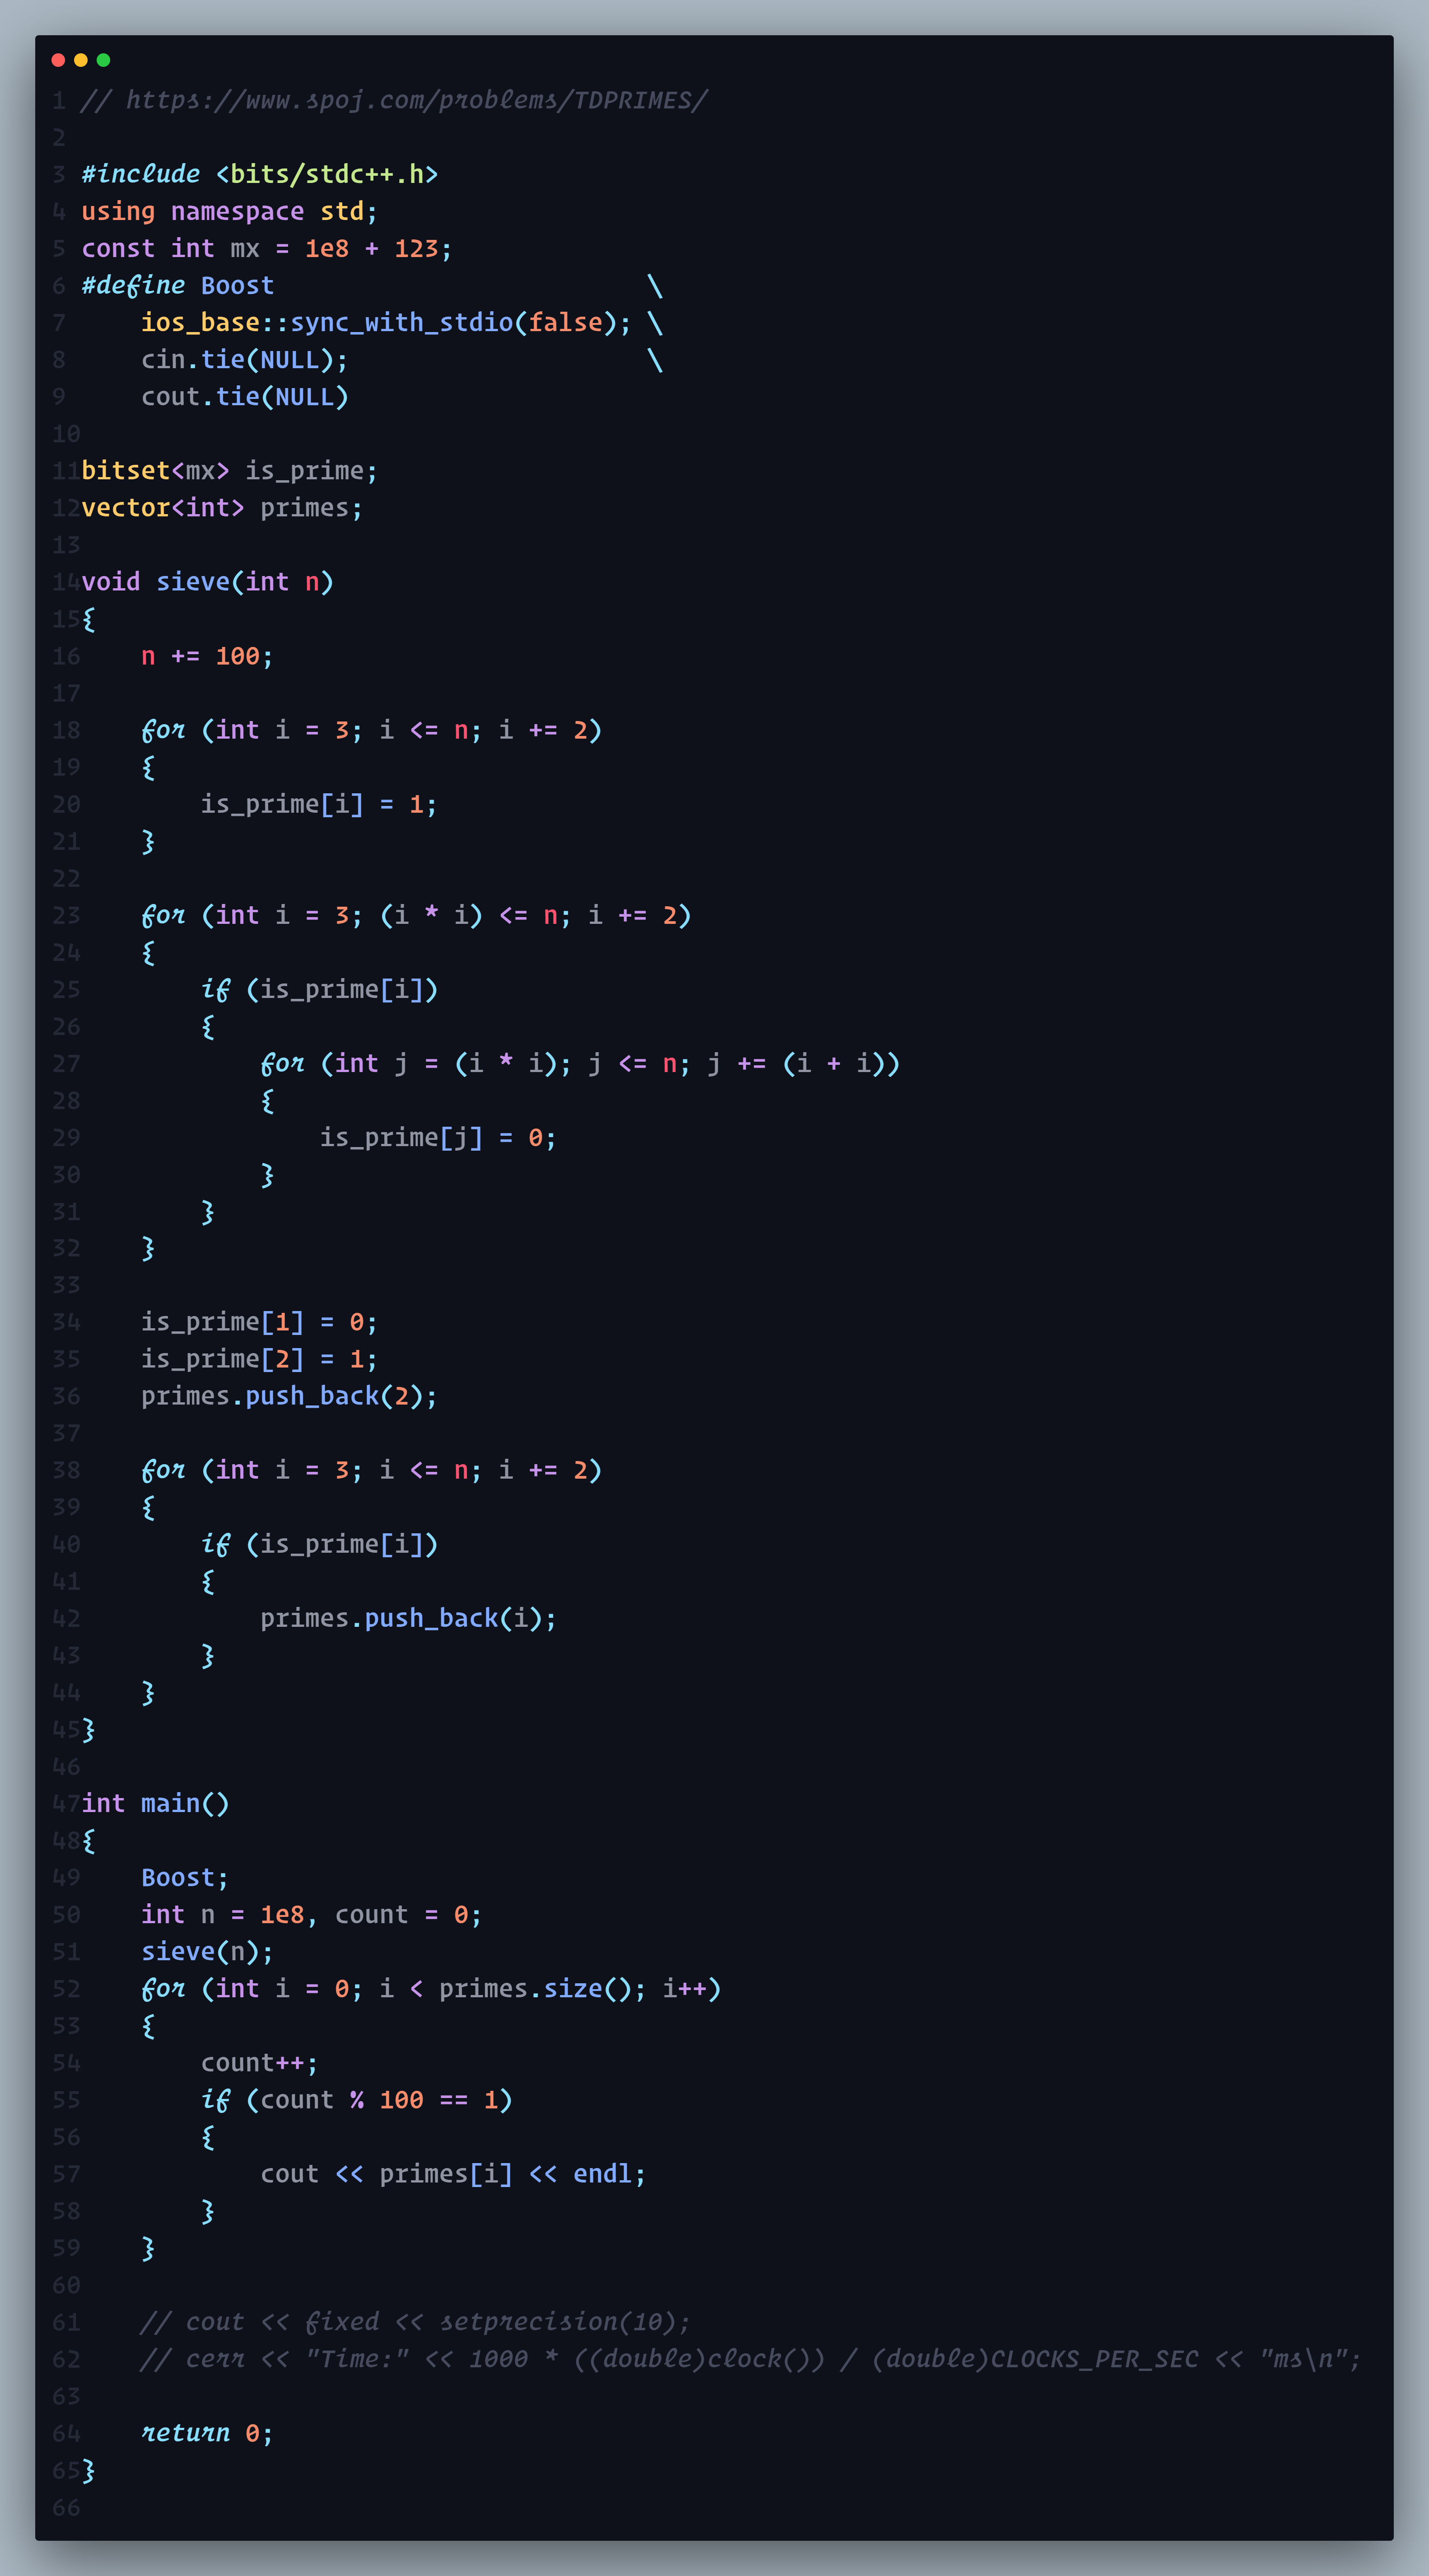 1 // https://www.spoj.com/problems/TDPRIMES/
2
3 #include <bits/stdc++.h>
4 using namespace std;
5 const int mx = 1e8 + 123;
6 #define Boost                         \
7     ios_base::sync_with_stdio(false); \
8     cin.tie(NULL);                    \
9     cout.tie(NULL)
10
11 bitset<mx> is_prime;
12 vector<int> primes;
13
14 void sieve(int n)
15 {
16     n += 100;
17
18     for (int i = 3; i <= n; i += 2)
19     {
20         is_prime[i] = 1;
21     }
22
23     for (int i = 3; (i * i) <= n; i += 2)
24     {
25         if (is_prime[i])
26         {
27             for (int j = (i * i); j <= n; j += (i + i))
28             {
29                 is_prime[j] = 0;
30             }
31         }
32     }
33
34     is_prime[1] = 0;
35     is_prime[2] = 1;
36     primes.push_back(2);
37
38     for (int i = 3; i <= n; i += 2)
39     {
40         if (is_prime[i])
41         {
42             primes.push_back(i);
43         }
44     }
45 }
46
47 int main()
48 {
49     Boost;
50     int n = 1e8, count = 0;
51     sieve(n);
52     for (int i = 0; i < primes.size(); i++)
53     {
54         count++;
55         if (count % 100 == 1)
56         {
57             cout << primes[i] << endl;
58         }
59     }
60
61     // cout << fixed << setprecision(10);
62     // cerr << "Time:" << 1000 * ((double)clock()) / (double)CLOCKS_PER_SEC << "ms\n";
63
64     return 0;
65 }
66